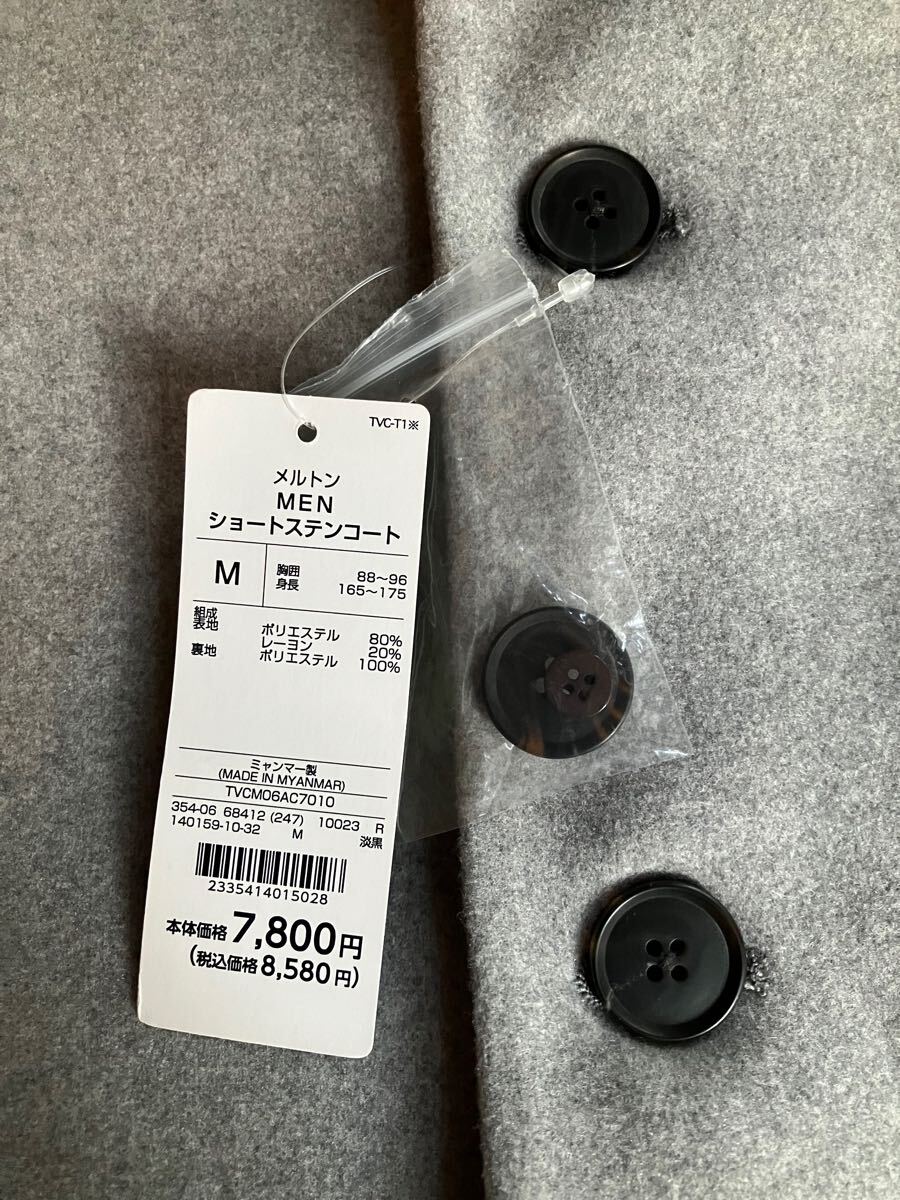 TVC-T1※
メルトン
MEN
ショートステンコート
M 胸囲 88～96
身長 165～175
組成
表地 ポリエステル 80%
レーヨン 20%
裏地 ポリエステル 100%
ミャンマー製
(MADE IN MYANMAR)
TVCM06AC7010
354-06 68412 (247) 10023 R
140159-10-32 M 淡黒
2335414015028
本体価格7,800円
(税込価格8,580円)